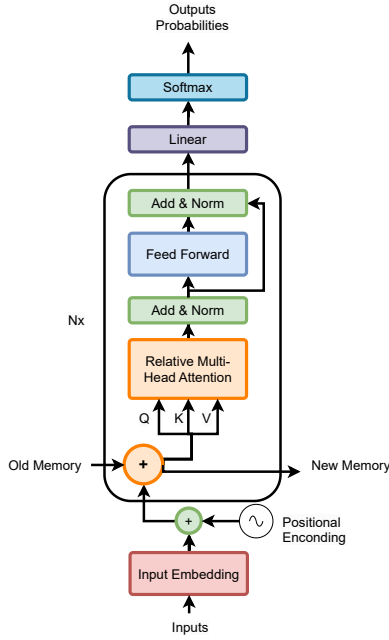 Outputs
Probabilities
Softmax
Linear
Add & Norm
Feed Forward
Add & Norm
Nx
Relative Multi-
Head Attention
Q K V
Old Memory
+
New Memory
+
Positional
Enconding
Input Embedding
Inputs